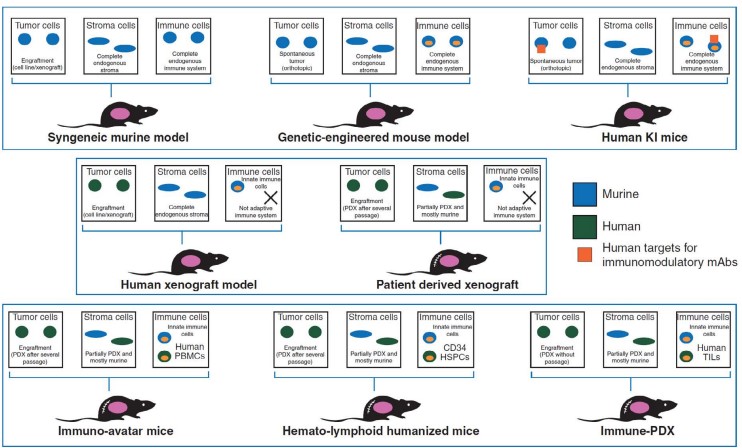 Tumor cells
Engraftment
(cell line/xenograft)
Stroma cells
Complete
endogenous
stroma
Immune cells
Complete
endogenous
immune system
Syngeneic murine model
Tumor cells
Spontaneous
tumor
(orthotopic)
Stroma cells
Complete
endogenous
stroma
Immune cells
Complete
endogenous
immune system
Genetic-engineered mouse model
Tumor cells
Spontaneous tumor
(orthotopic)
Stroma cells
Complete
endogenous stroma
Immune cells
Complete
endogenous
immune system
Human KI mice
Tumor cells
Engraftment
(cell line/xenograft)
Stroma cells
Complete
endogenous stroma
Immune cells
Innate immune
cells
Not adaptive
immune system
Human xenograft model
Tumor cells
Engraftment
(PDX after several
passage)
Stroma cells
Partially PDX and
mostly murine
Immune cells
Innate immune
cells
Not adaptive
immune system
Patient derived xenograft
Murine
Human
Human targets for
immunomodulatory mAbs
Tumor cells
Engraftment
(PDX after several
passage)
Stroma cells
Partially PDX and
mostly murine
Immune cells
Innate immune
cells
Human
PBMCs
Immuno-avatar mice
Tumor cells
Engraftment
(PDX after several
passage)
Stroma cells
Partially PDX and
mostly murine
Immune cells
Innate immune
cells
CD34
HSPCs
Hemato-lymphoid humanized mice
Tumor cells
Engraftment
(PDX without
passage)
Stroma cells
Partially PDX and
mostly murine
Immune cells
Innate immune
cells
Human
TILs
Immune-PDX